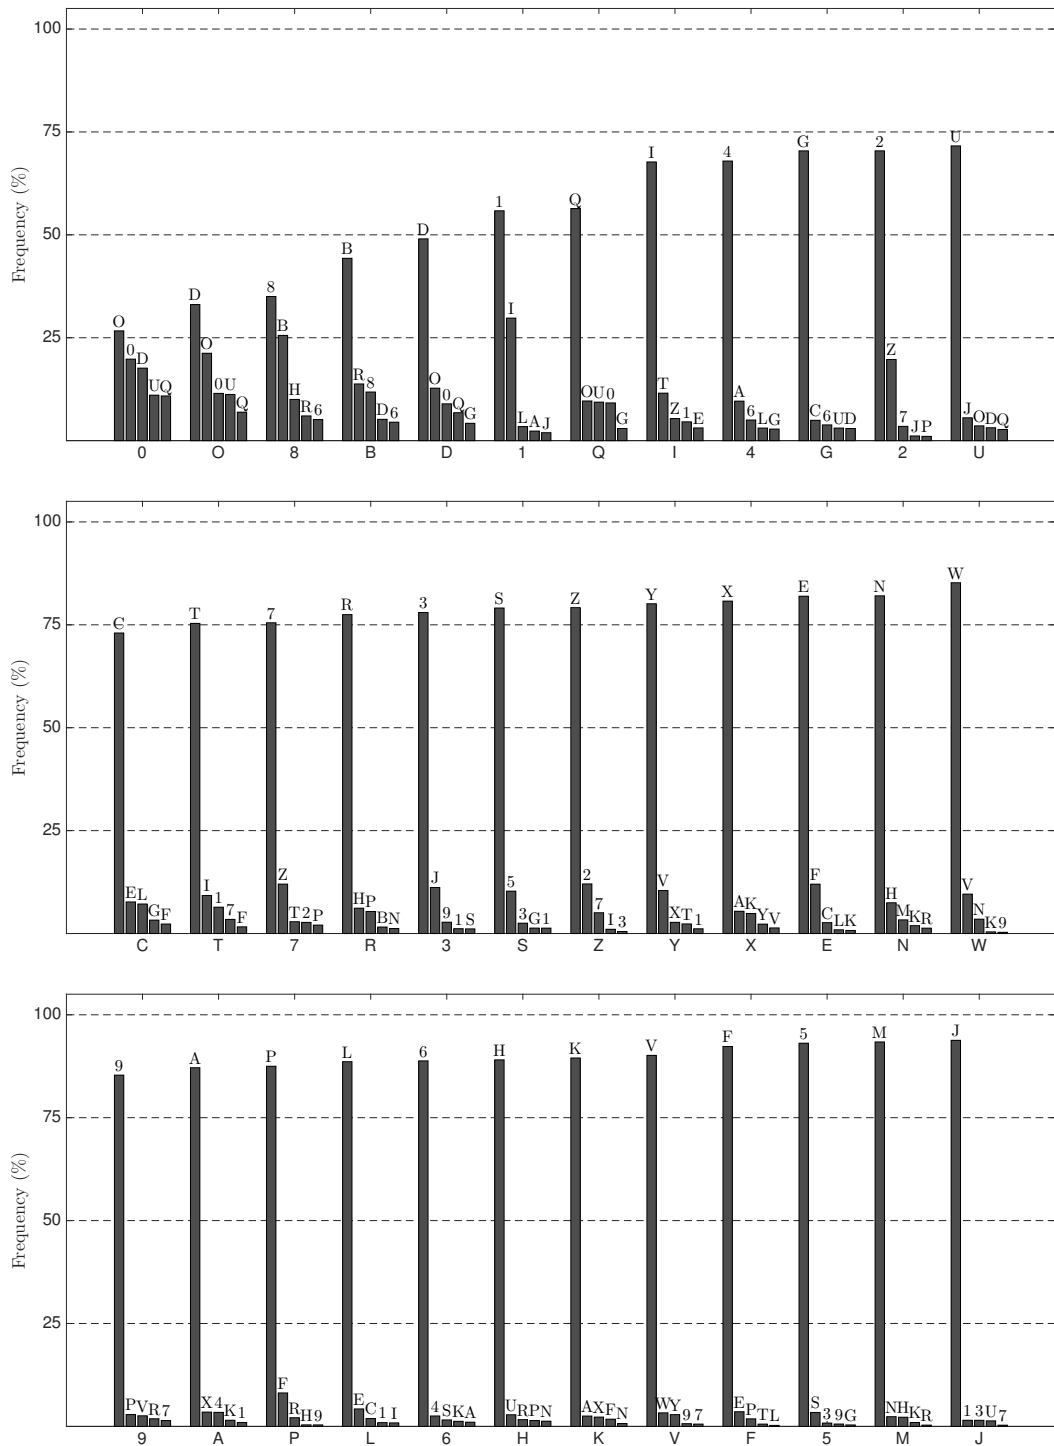 100
75
Frequency (%)
50
25
O 0 D U Q
D O 0 U Q
8 B H R 6
B R 8 D 6
D O 0 Q G
1 I L A J
Q O U 0 G
I T Z 1 E
4 A 6 L G
G C 6 U D
2 Z 7 J P
U J O D Q
0 O 8 B D 1 Q I 4 G 2 U
100
75
Frequency (%)
50
25
C E L G F
T I 1 7 F
7 Z T 2 P
R H P B N
3 J 9 1 S
S 5 3 G 1
Z 2 7 I 3
Y V X T 1
X A K Y V
E F C L K
N H M K R
W V N K 9
C T 7 R 3 S Z Y X E N W
100
75
Frequency (%)
50
25
9 P V R 7
A X 4 K 1
P F R H 9
L E C 1 I
6 4 S K A
H U R P N
K A X F N
V W Y 9 7
F E P T L
5 S 3 9 G
M N H K R
J 1 3 U 7
9 A P L 6 H K V F 5 M J